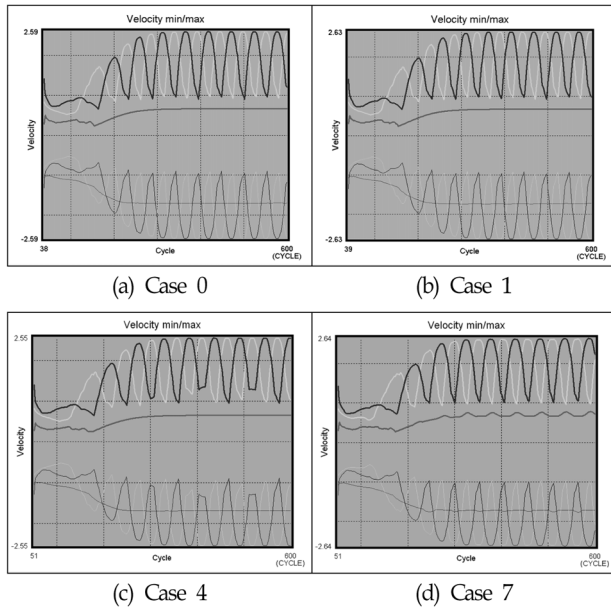 Velocity min/max
2.59
Velocity
-2.59
38
Cycle
600
(CYCLE)
(a) Case 0
Velocity min/max
2.63
Velocity
-2.63
39
Cycle
600
(CYCLE)
(b) Case 1
Velocity min/max
2.55
Velocity
-2.55
51
Cycle
600
(CYCLE)
(c) Case 4
Velocity min/max
2.64
Velocity
-2.64
51
Cycle
600
(CYCLE)
(d) Case 7